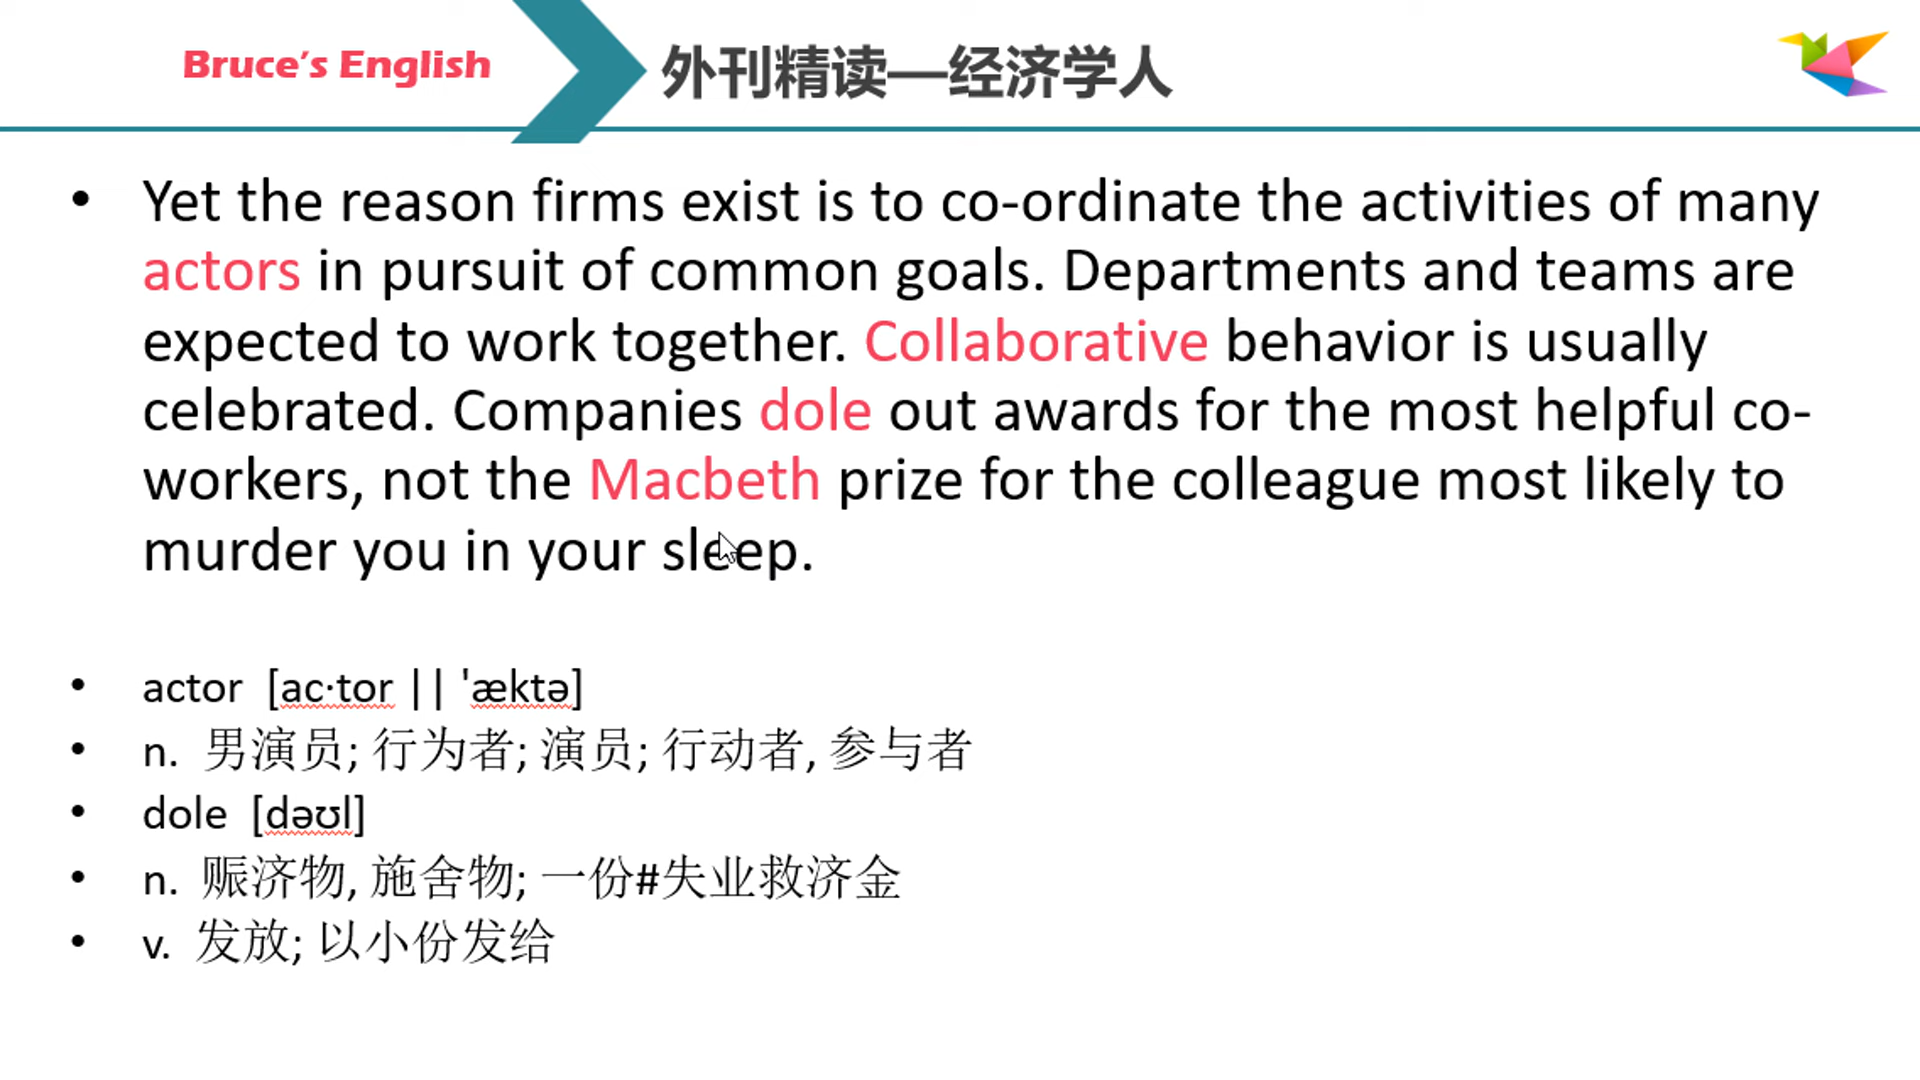 Bruce's English
外刊精读—经济学人
• Yet the reason firms exist is to co-ordinate the activities of many
actors in pursuit of common goals. Departments and teams are
expected to work together. Collaborative behavior is usually
celebrated. Companies dole out awards for the most helpful co-
workers, not the Macbeth prize for the colleague most likely to
murder you in your sleep.
• actor [ac·tor || 'æktə]
• n. 男演员; 行为者; 演员; 行动者, 参与者
• dole [dəʊl]
• n. 赈济物, 施舍物; 一份#失业救济金
• v. 发放; 以小份发给